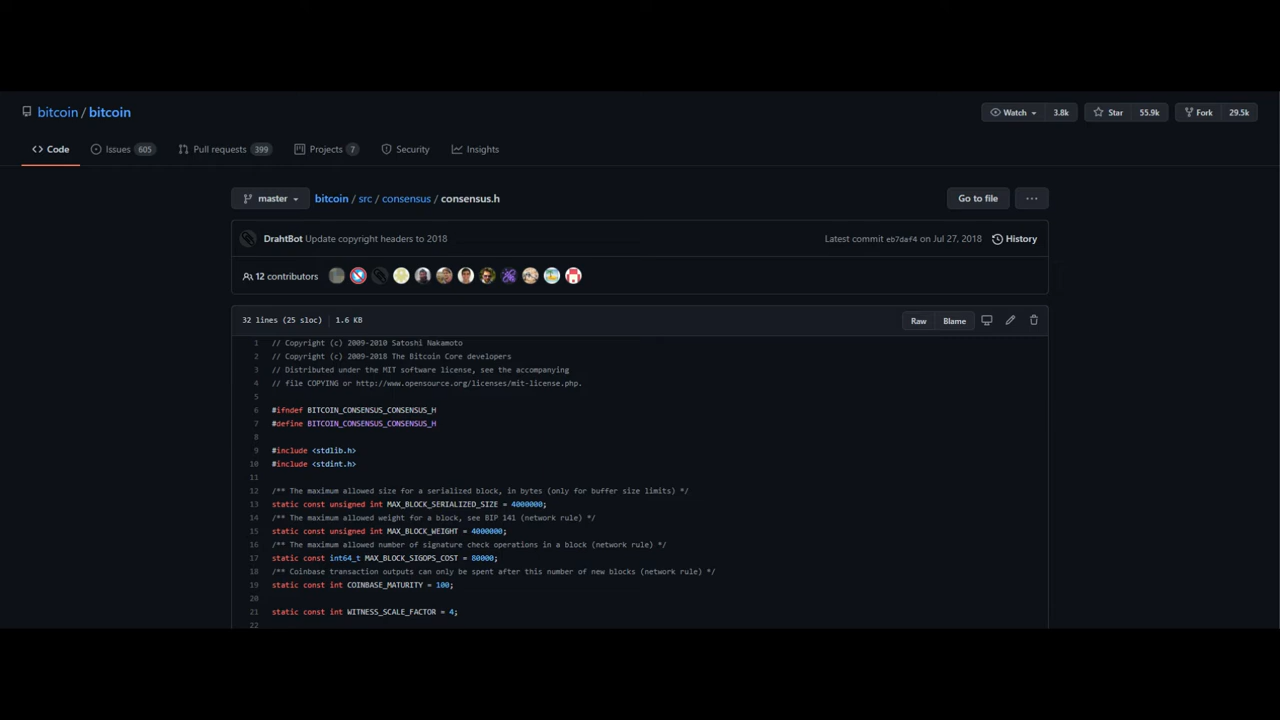 bitcoin / bitcoin
Watch 3.8k Star 55.9k Fork 29.5k
Code Issues 605 Pull requests 399 Projects 7 Security Insights
master bitcoin / src / consensus / consensus.h Go to file ...
DrahtBot Update copyright headers to 2018 Latest commit eb7daf4 on Jul 27, 2018 History
12 contributors
32 lines (25 sloc) 1.6 KB Raw Blame
1 // Copyright (c) 2009-2010 Satoshi Nakamoto
2 // Copyright (c) 2009-2018 The Bitcoin Core developers
3 // Distributed under the MIT software license, see the accompanying
4 // file COPYING or http://www.opensource.org/licenses/mit-license.php.
5
6 #ifndef BITCOIN_CONSENSUS_CONSENSUS_H
7 #define BITCOIN_CONSENSUS_CONSENSUS_H
8
9 #include <stdlib.h>
10 #include <stdint.h>
11
12 /** The maximum allowed size for a serialized block, in bytes (only for buffer size limits) */
13 static const unsigned int MAX_BLOCK_SERIALIZED_SIZE = 4000000;
14 /** The maximum allowed weight for a block, see BIP 141 (network rule) */
15 static const unsigned int MAX_BLOCK_WEIGHT = 4000000;
16 /** The maximum allowed number of signature check operations in a block (network rule) */
17 static const int64_t MAX_BLOCK_SIGOPS_COST = 80000;
18 /** Coinbase transaction outputs can only be spent after this number of new blocks (network rule) */
19 static const int COINBASE_MATURITY = 100;
20
21 static const int WITNESS_SCALE_FACTOR = 4;
22